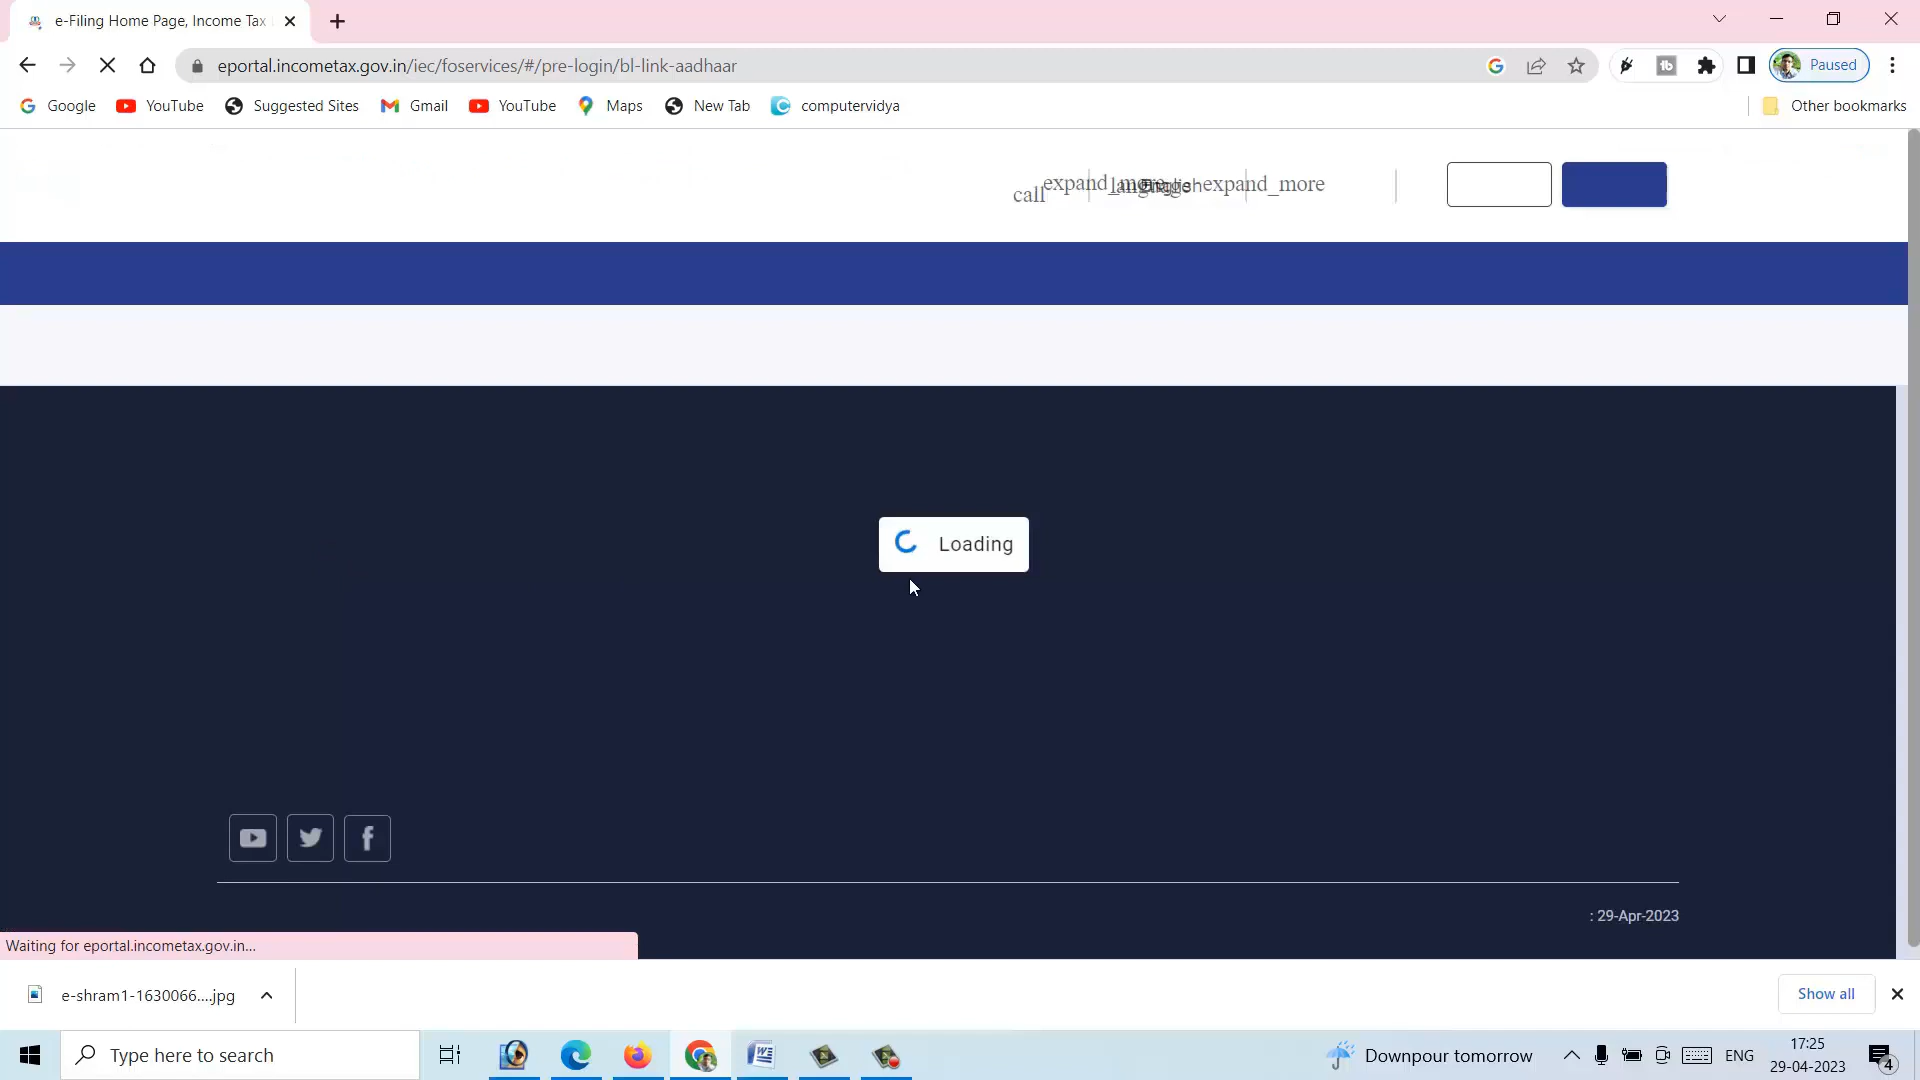 e-Filing Home Page, Income Tax
Paused
eportal.incometax.gov.in/iec/foservices/#/pre-login/bl-link-aadhaar
Google YouTube Suggested Sites Gmail YouTube Maps New Tab computervidya Other bookmarks
call expand_more language English expand_more
Loading
: 29-Apr-2023
Waiting for eportal.incometax.gov.in...
e-shram1-1630066....jpg
Show all
Type here to search
Downpour tomorrow
ENG
17:25
29-04-2023
4